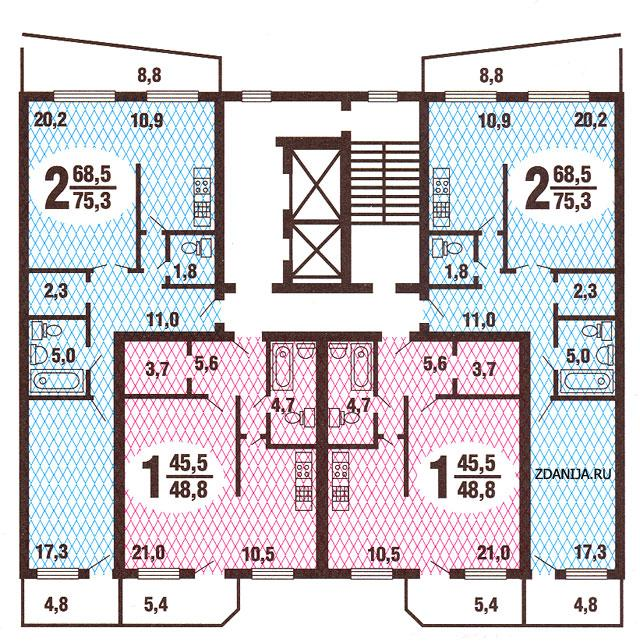 8,8 8,8
20,2 10,9 10,9 20,2
2 68,5 2 68,5
75,3 75,3
1,8 1,8
2,3 2,3
11,0 11,0
5,0 3,7 5,6 5,6 3,7 5,0
4,7 4,7
1 45,5 1 45,5
48,8 48,8
ZDANIJA.RU
17,3 21,0 10,5 10,5 21,0 17,3
4,8 5,4 5,4 4,8